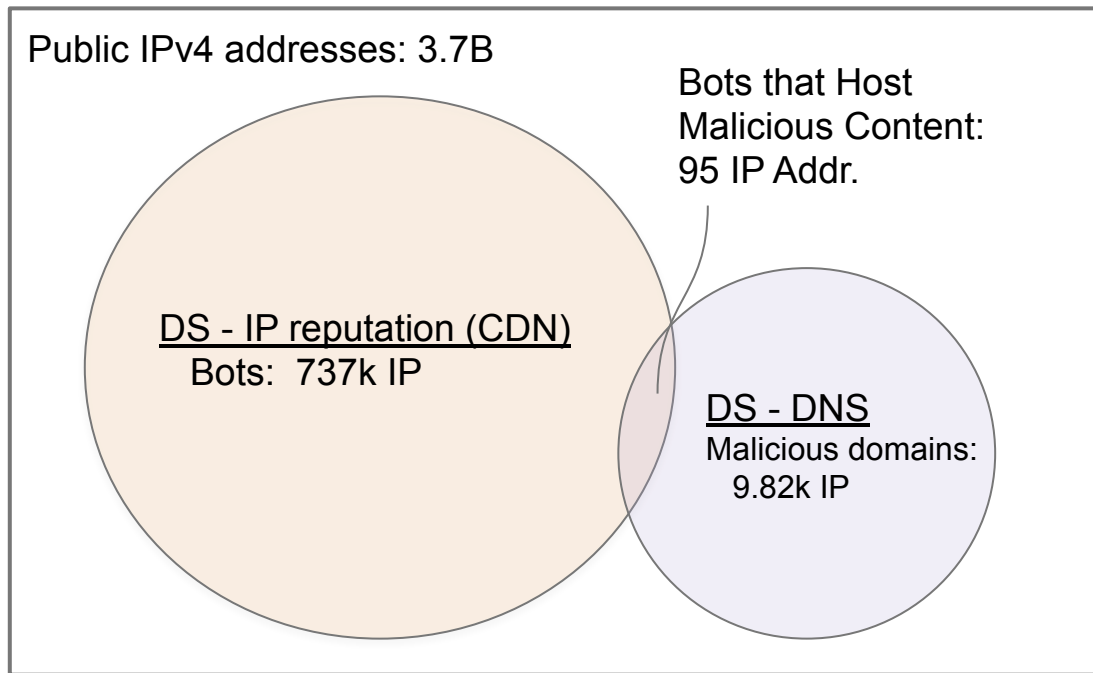 Public IPv4 addresses: 3.7B
Bots that Host
Malicious Content:
95 IP Addr.
DS - IP reputation (CDN)
Bots: 737k IP
DS - DNS
Malicious domains:
9.82k IP